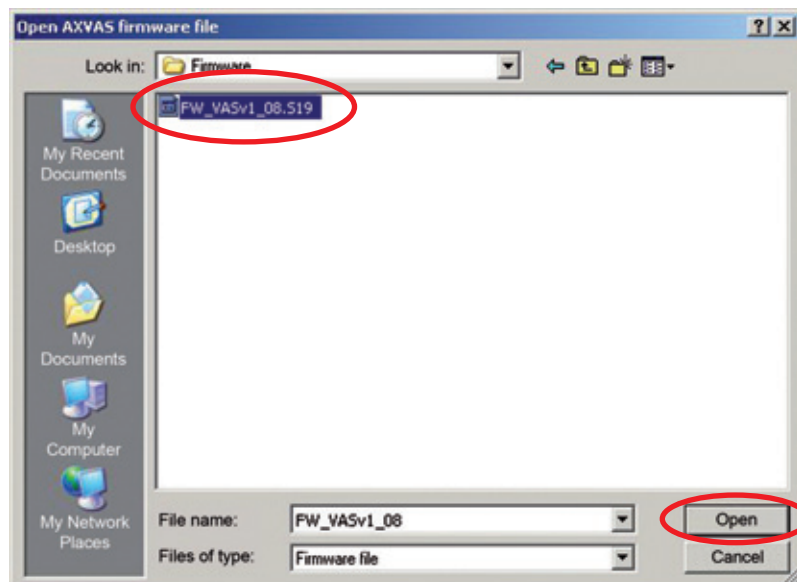 Open AXVAS firmware file
Look in: Firmware
FW_VASv1_08.S19
My Recent
Documents
Desktop
My
Documents
My
Computer
My Network
Places
File name: FW_VASv1_08 Open
Files of type: Firmware file Cancel